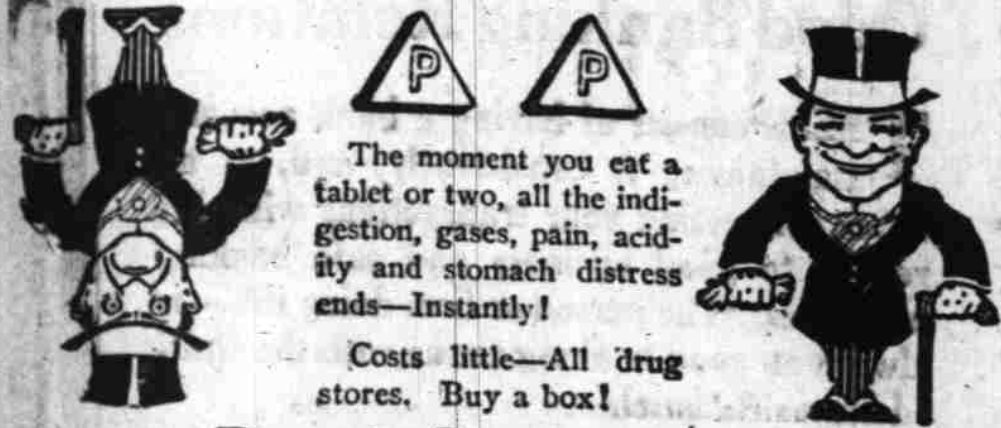 P P
The moment you eat a
tablet or two, all the indi-
gestion, gases, pain, acid-
ity and stomach distress
ends—Instantly!
Costs little—All drug
stores. Buy a box!